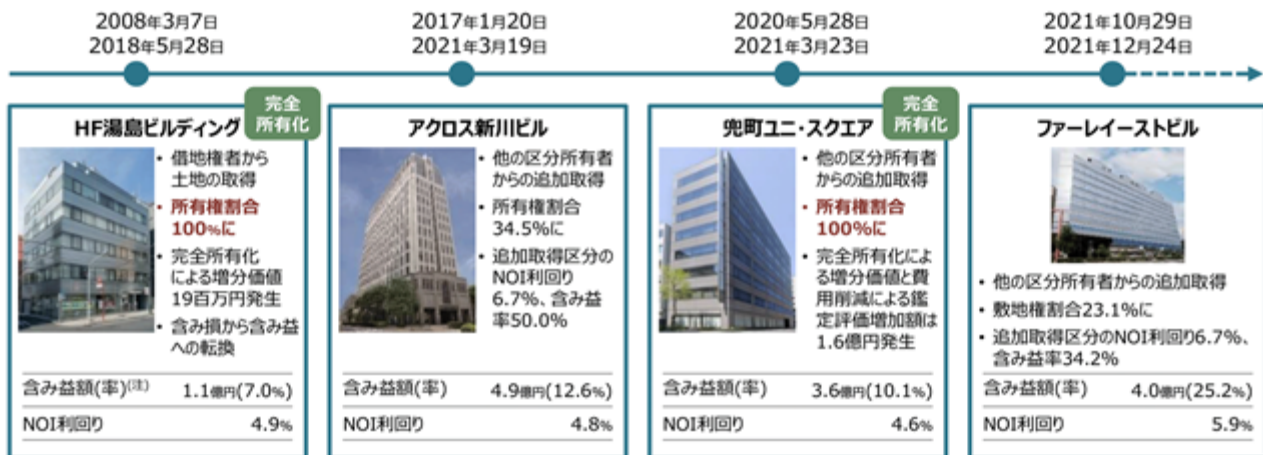 2008年3月7日
2018年5月28日
2017年1月20日
2021年3月19日
2020年5月28日
2021年3月23日
2021年10月29日
2021年12月24日
完全
所有化
HF湯島ビルディング
・ 借地権者から
土地の取得
・ 所有権割合
100%に
・ 完全所有化
による増分価値
19百万円発生
・ 含み損から含み益
への転換
含み益額(率)(注) 1.1億円(7.0%)
NOI利回り 4.9%
アクロス新川ビル
・ 他の区分所有者
からの追加取得
・ 所有権割合
34.5%に
・ 追加取得区分の
NOI利回り
6.7%、含み益
率50.0%
含み益額(率) 4.9億円(12.6%)
NOI利回り 4.8%
完全
所有化
兜町ユニ・スクエア
・ 他の区分所有者
からの追加取得
・ 所有権割合
100%に
・ 完全所有化によ
る増分価値と費
用削減による鑑
定評価増加額は
1.6億円発生
含み益額(率) 3.6億円(10.1%)
NOI利回り 4.6%
ファーレイーストビル
・ 他の区分所有者からの追加取得
・ 敷地権割合23.1%に
・ 追加取得区分のNOI利回り6.7%、
含み益率34.2%
含み益額(率) 4.0億円(25.2%)
NOI利回り 5.9%